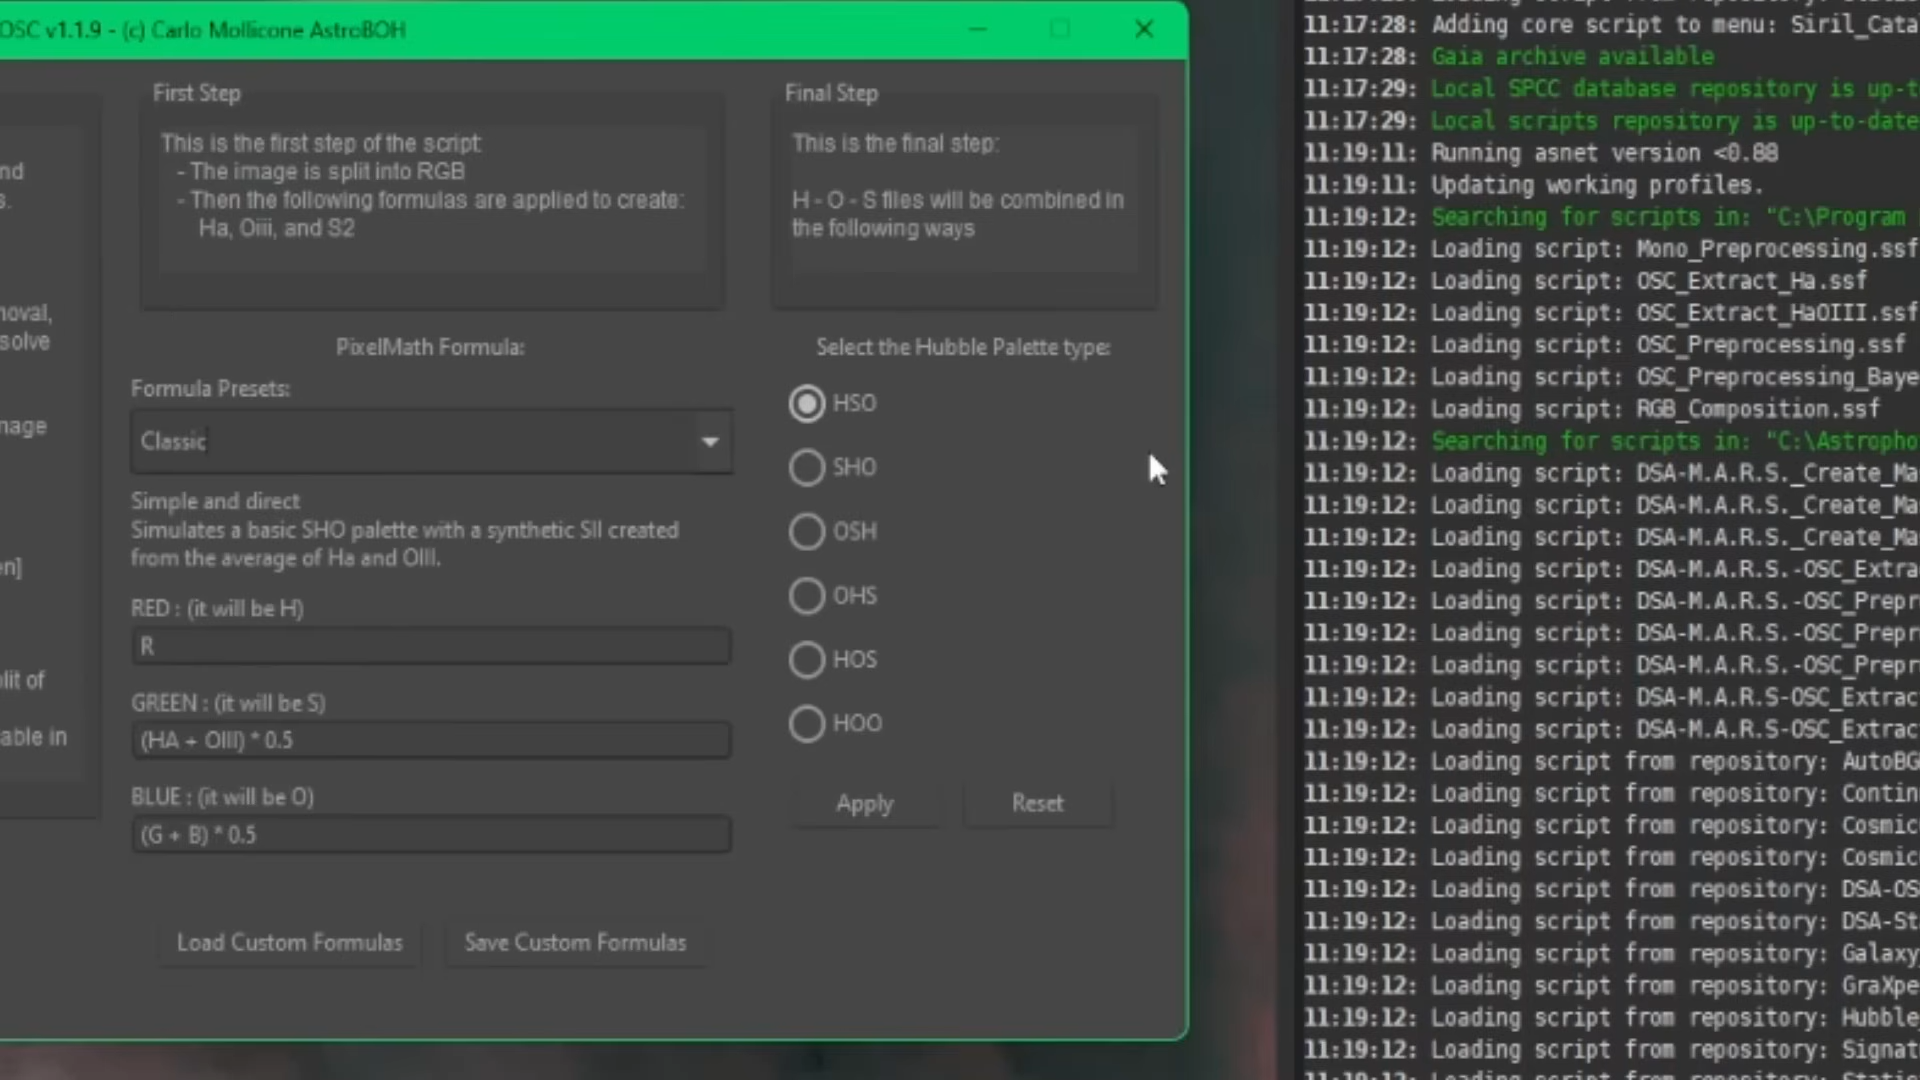 OSC v1.1.9 - (c) Carlo Mollicone AstroBOH
nd
s.
noval,
solve
nage
en]
plit of
able in
First Step
This is the first step of the script:
- The image is split into RGB
- Then the following formulas are applied to create:
Ha, Oiii, and S2
PixelMath Formula:
Formula Presets:
Classic
Simple and direct
Simulates a basic SHO palette with a synthetic SII created
from the average of Ha and OIII.
RED : (it will be H)
R
GREEN : (it will be S)
(HA + OIII) * 0.5
BLUE : (it will be O)
(G + B) * 0.5
Load Custom Formulas
Save Custom Formulas
Final Step
This is the final step:
H - O - S files will be combined in
the following ways
Select the Hubble Palette type:
HSO
SHO
OSH
OHS
HOS
HOO
Apply
Reset
11:17:28: Adding core script to menu: Siril_Cata
11:17:28: Gaia archive available
11:17:29: Local SPCC database repository is up-t
11:17:29: Local scripts repository is up-to-date
11:19:11: Running asnet version <0.88
11:19:11: Updating working profiles.
11:19:12: Searching for scripts in: "C:\Program
11:19:12: Loading script: Mono_Preprocessing.ssf
11:19:12: Loading script: OSC_Extract_Ha.ssf
11:19:12: Loading script: OSC_Extract_HaOIII.ssf
11:19:12: Loading script: OSC_Preprocessing.ssf
11:19:12: Loading script: OSC_Preprocessing_Baye
11:19:12: Loading script: RGB_Composition.ssf
11:19:12: Searching for scripts in: "C:\Astropho
11:19:12: Loading script: DSA-M.A.R.S._Create_Ma
11:19:12: Loading script: DSA-M.A.R.S._Create_Ma
11:19:12: Loading script: DSA-M.A.R.S._Create_Ma
11:19:12: Loading script: DSA-M.A.R.S.-OSC_Extra
11:19:12: Loading script: DSA-M.A.R.S.-OSC_Prepr
11:19:12: Loading script: DSA-M.A.R.S.-OSC_Prepr
11:19:12: Loading script: DSA-M.A.R.S.-OSC_Prepr
11:19:12: Loading script: DSA-M.A.R.S-OSC_Extrac
11:19:12: Loading script: DSA-M.A.R.S-OSC_Extrac
11:19:12: Loading script from repository: AutoBG
11:19:12: Loading script from repository: Contin
11:19:12: Loading script from repository: Cosmic
11:19:12: Loading script from repository: Cosmic
11:19:12: Loading script from repository: DSA-OS
11:19:12: Loading script from repository: DSA-St
11:19:12: Loading script from repository: Galaxy
11:19:12: Loading script from repository: GraXpe
11:19:12: Loading script from repository: Hubble
11:19:12: Loading script from repository: Signat